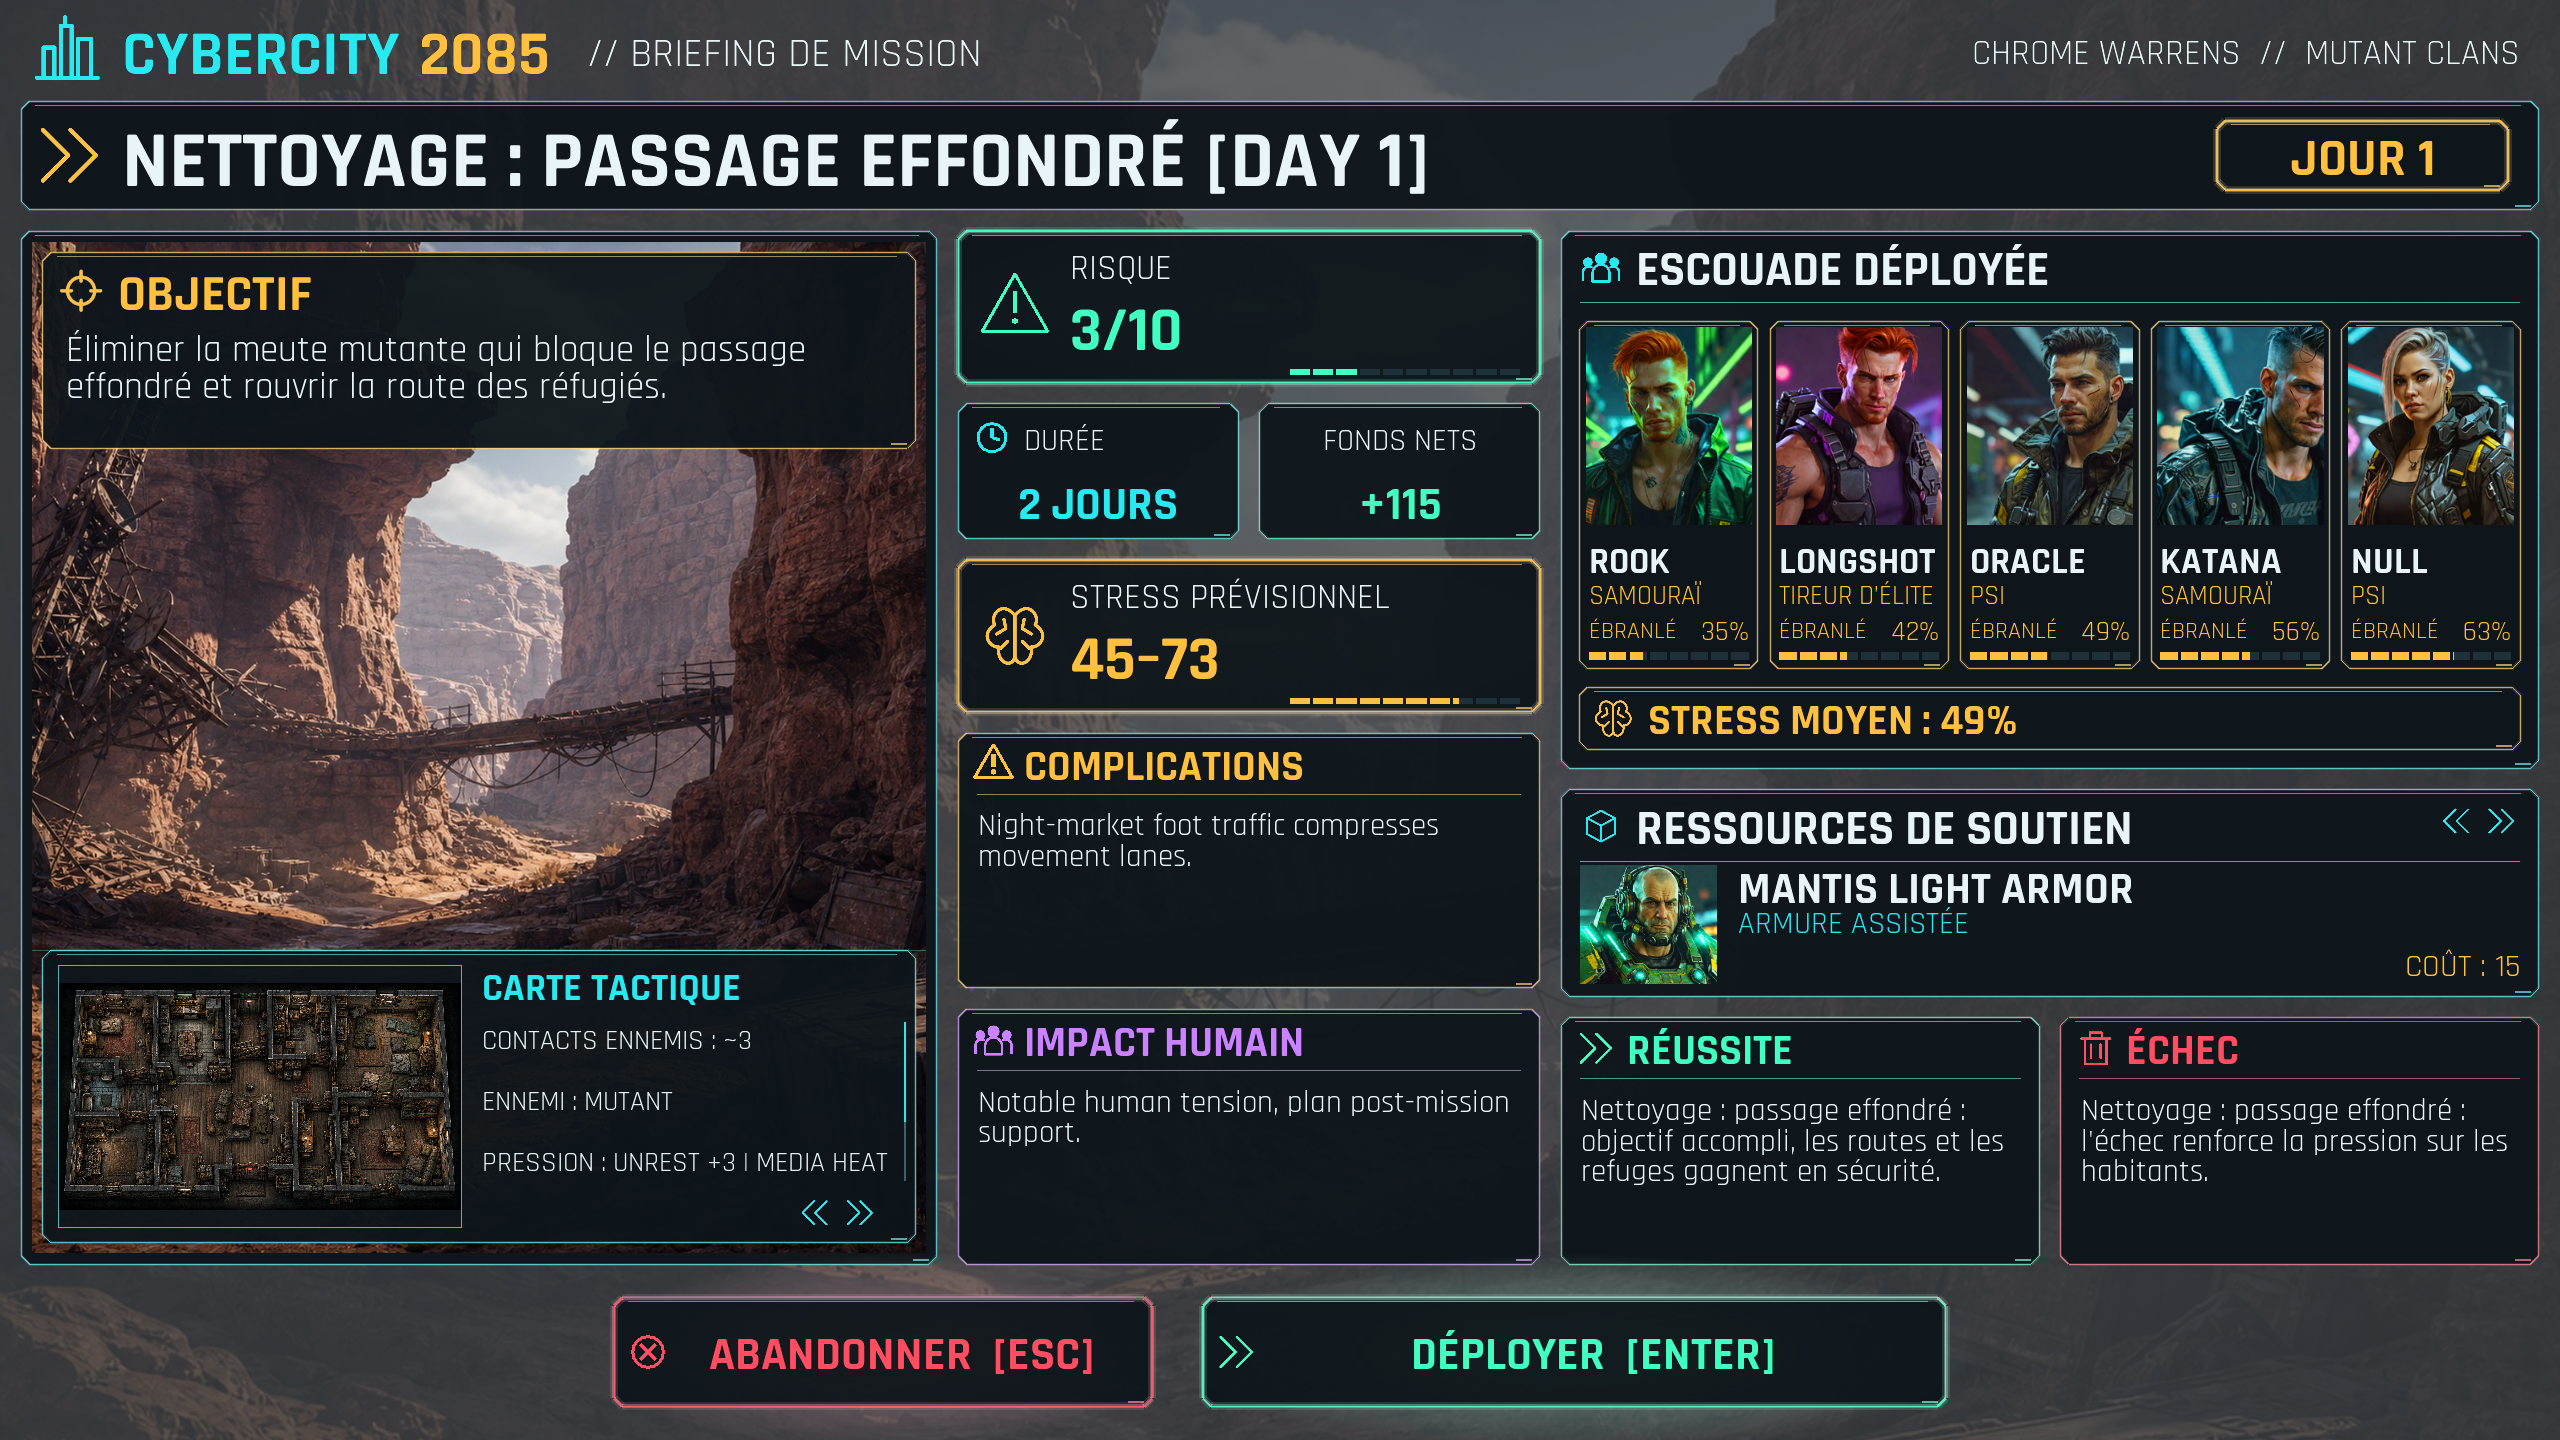 CYBERCITY 2085 // BRIEFING DE MISSION
CHROME WARRENS // MUTANT CLANS
NETTOYAGE : PASSAGE EFFONDRÉ [DAY 1]
JOUR 1
OBJECTIF
Éliminer la meute mutante qui bloque le passage
effondré et rouvrir la route des réfugiés.
CARTE TACTIQUE
CONTACTS ENNEMIS : ~3
ENNEMI : MUTANT
PRESSION : UNREST +3 | MEDIA HEAT
RISQUE
3/10
DURÉE
2 JOURS
FONDS NETS
+115
STRESS PRÉVISIONNEL
45-73
COMPLICATIONS
Night-market foot traffic compresses
movement lanes.
IMPACT HUMAIN
Notable human tension, plan post-mission
support.
ESCOUADE DÉPLOYÉE
ROOK
SAMOURAÏ
ÉBRANLÉ 35%
LONGSHOT
TIREUR D'ÉLITE
ÉBRANLÉ 42%
ORACLE
PSI
ÉBRANLÉ 49%
KATANA
SAMOURAÏ
ÉBRANLÉ 56%
NULL
PSI
ÉBRANLÉ 63%
STRESS MOYEN : 49%
RESSOURCES DE SOUTIEN
MANTIS LIGHT ARMOR
ARMURE ASSISTÉE
COÛT : 15
RÉUSSITE
Nettoyage : passage effondré :
objectif accompli, les routes et les
refuges gagnent en sécurité.
ÉCHEC
Nettoyage : passage effondré :
l'échec renforce la pression sur les
habitants.
ABANDONNER [ESC]
DÉPLOYER [ENTER]